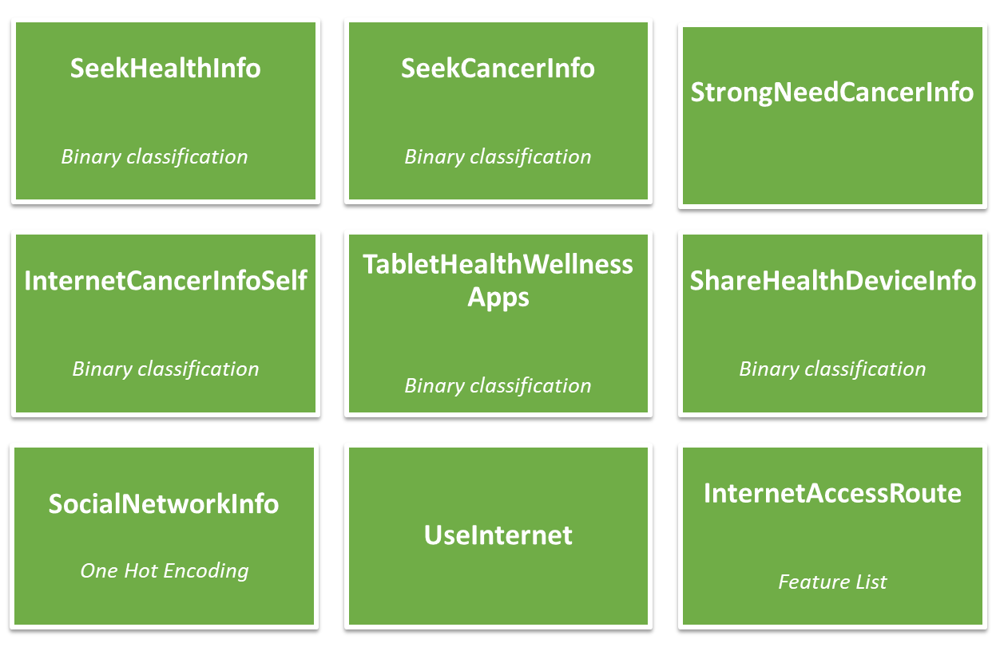 SeekHealthInfo
Binary classification
SeekCancerInfo
Binary classification
StrongNeedCancerInfo
InternetCancerInfoSelf
Binary classification
TabletHealthWellness
Apps
Binary classification
ShareHealthDeviceInfo
Binary classification
SocialNetworkInfo
One Hot Encoding
UseInternet
InternetAccessRoute
Feature List